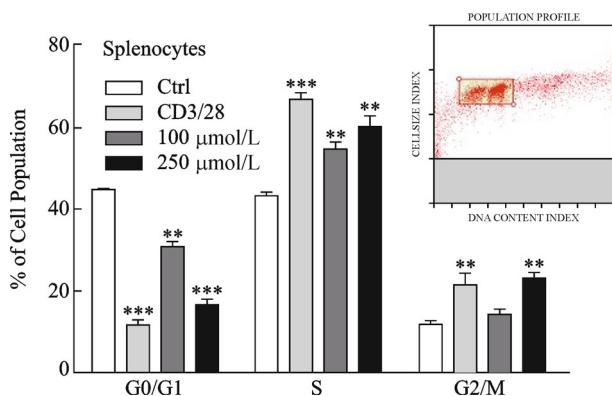 POPULATION PROFILE
CELLSIZE INDEX
DNA CONTENT INDEX
Splenocytes
Ctrl
CD3/28
100 μmol/L
250 μmol/L
% of Cell Population
80
60
40
20
0
***
**
***
***
**
**
**
**
G0/G1
S
G2/M